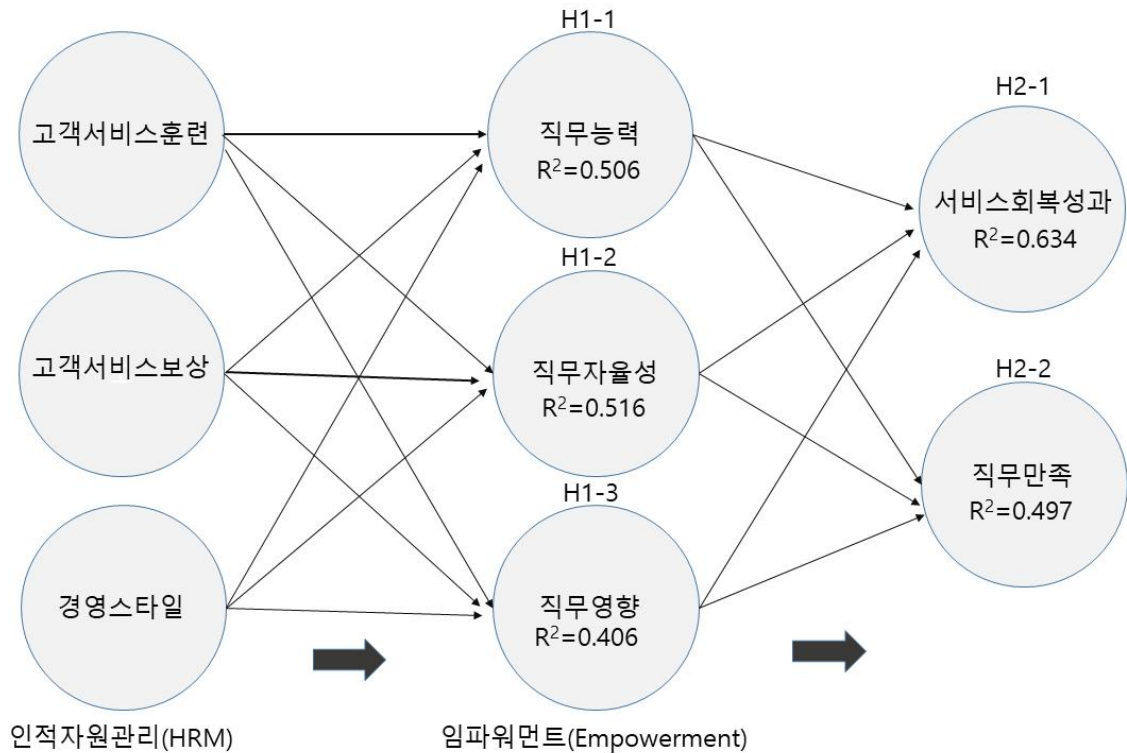 H1-1
고객서비스훈련
직무능력
R²=0.506
H2-1
서비스회복성과
R²=0.634
H1-2
고객서비스보상
직무자율성
R²=0.516
H2-2
직무만족
R²=0.497
H1-3
경영스타일
직무영향
R²=0.406
인적자원관리(HRM)
임파워먼트(Empowerment)